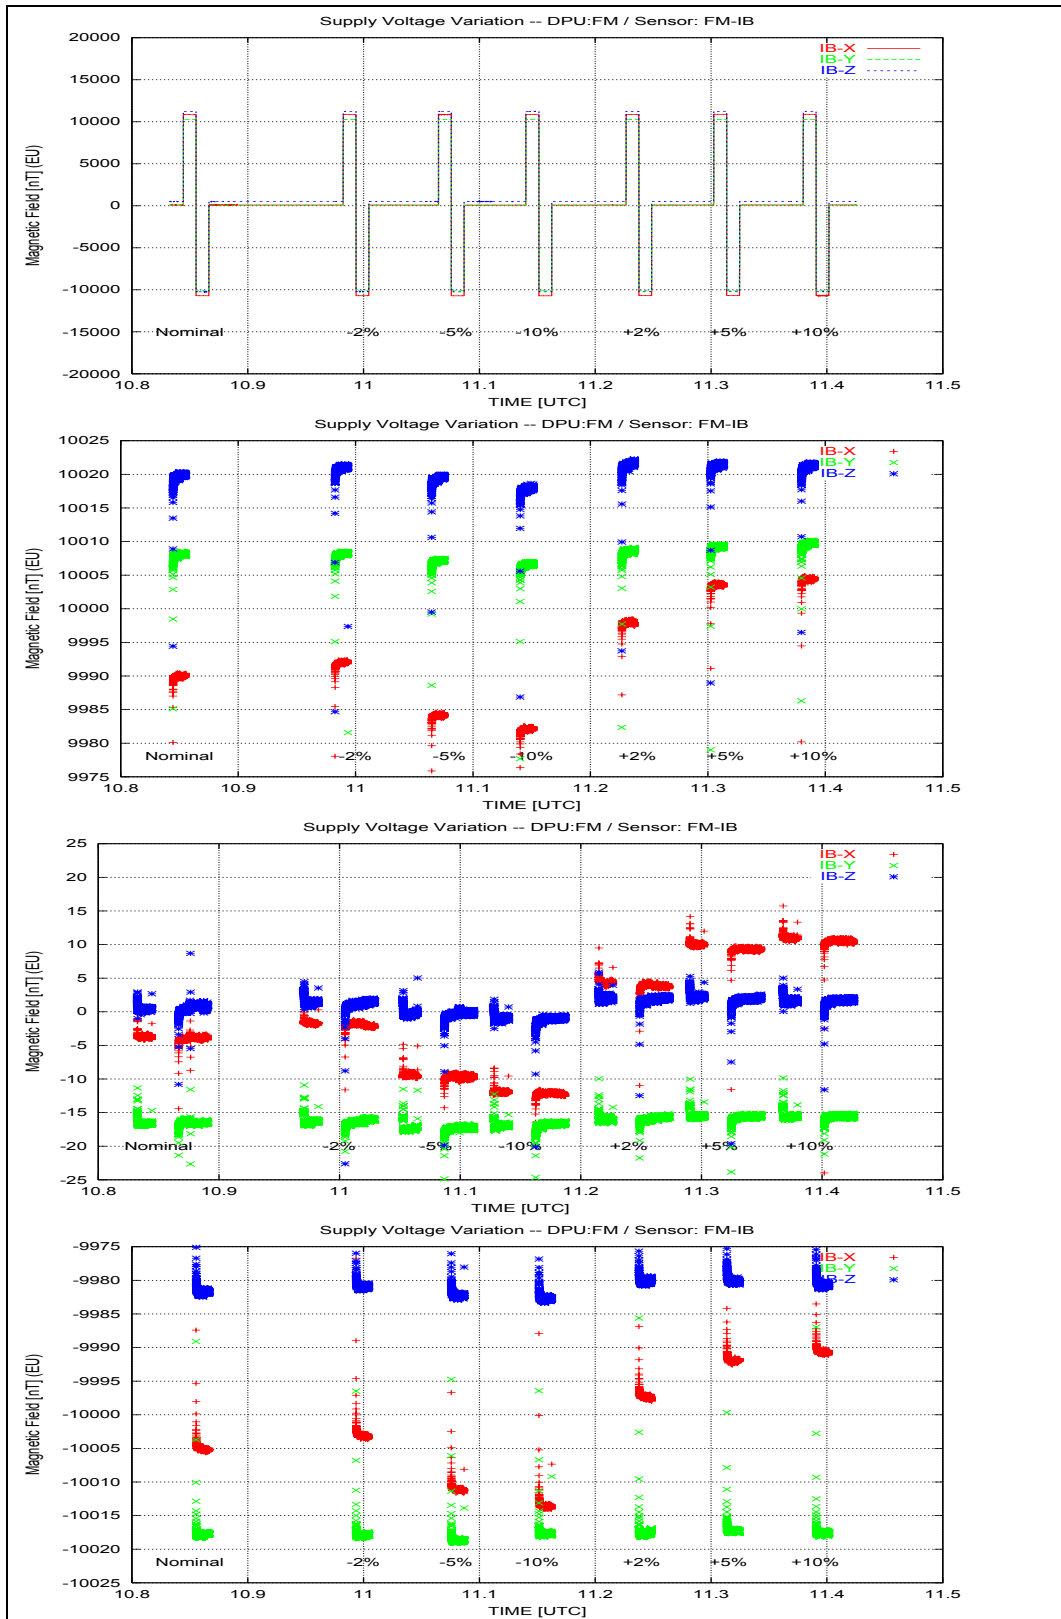 Supply Voltage Variation -- DPU:FM / Sensor: FM-IB
Magnetic Field [nT] (EU)
20000
15000
10000
5000
0
-5000
-10000
-15000
-20000
IB-X
IB-Y
IB-Z
Nominal -2% -5% -10% +2% +5% +10%
10.8 10.9 11 11.1 11.2 11.3 11.4 11.5
TIME [UTC]
Supply Voltage Variation -- DPU:FM / Sensor: FM-IB
Magnetic Field [nT] (EU)
10025
10020
10015
10010
10005
10000
9995
9990
9985
9980
9975
IB-X
IB-Y
IB-Z
Nominal -2% -5% -10% +2% +5% +10%
10.8 10.9 11 11.1 11.2 11.3 11.4 11.5
TIME [UTC]
Supply Voltage Variation -- DPU:FM / Sensor: FM-IB
Magnetic Field [nT] (EU)
25
20
15
10
5
0
-5
-10
-15
-20
-25
IB-X
IB-Y
IB-Z
Nominal -2% -5% -10% +2% +5% +10%
10.8 10.9 11 11.1 11.2 11.3 11.4 11.5
TIME [UTC]
Supply Voltage Variation -- DPU:FM / Sensor: FM-IB
Magnetic Field [nT] (EU)
-9975
-9980
-9985
-9990
-9995
-10000
-10005
-10010
-10015
-10020
-10025
IB-X
IB-Y
IB-Z
Nominal -2% -5% -10% +2% +5% +10%
10.8 10.9 11 11.1 11.2 11.3 11.4 11.5
TIME [UTC]